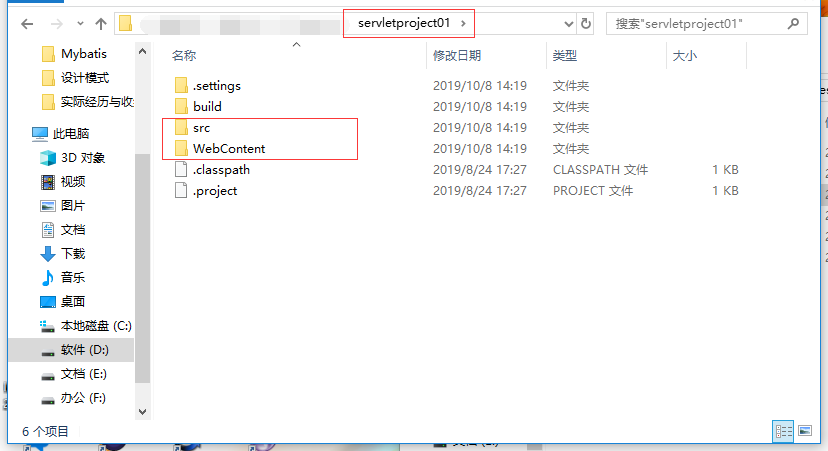 servletproject01
搜索"servletproject01"
名称 修改日期 类型 大小
Mybatis
设计模式
实际经历与收
此电脑
3D 对象
视频
图片
文档
下载
音乐
桌面
本地磁盘 (C:)
软件 (D:)
文档 (E:)
办公 (F:)
.settings 2019/10/8 14:19 文件夹
build 2019/10/8 14:19 文件夹
src 2019/10/8 14:19 文件夹
WebContent 2019/10/8 14:19 文件夹
.classpath 2019/8/24 17:27 CLASSPATH 文件 1 KB
.project 2019/8/24 17:27 PROJECT 文件 1 KB
6 个项目